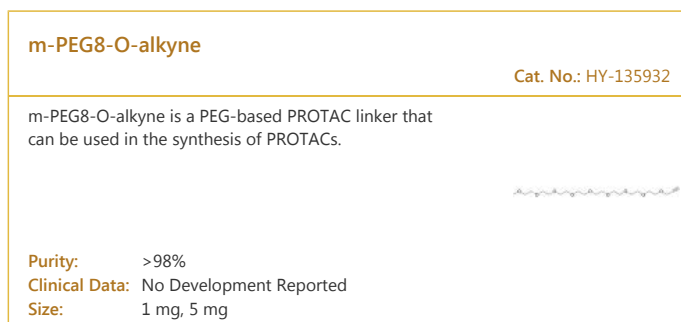 m-PEG8-O-alkyne
Cat. No.: HY-135932
m-PEG8-O-alkyne is a PEG-based PROTAC linker that
can be used in the synthesis of PROTACs.
Purity: >98%
Clinical Data: No Development Reported
Size: 1 mg, 5 mg